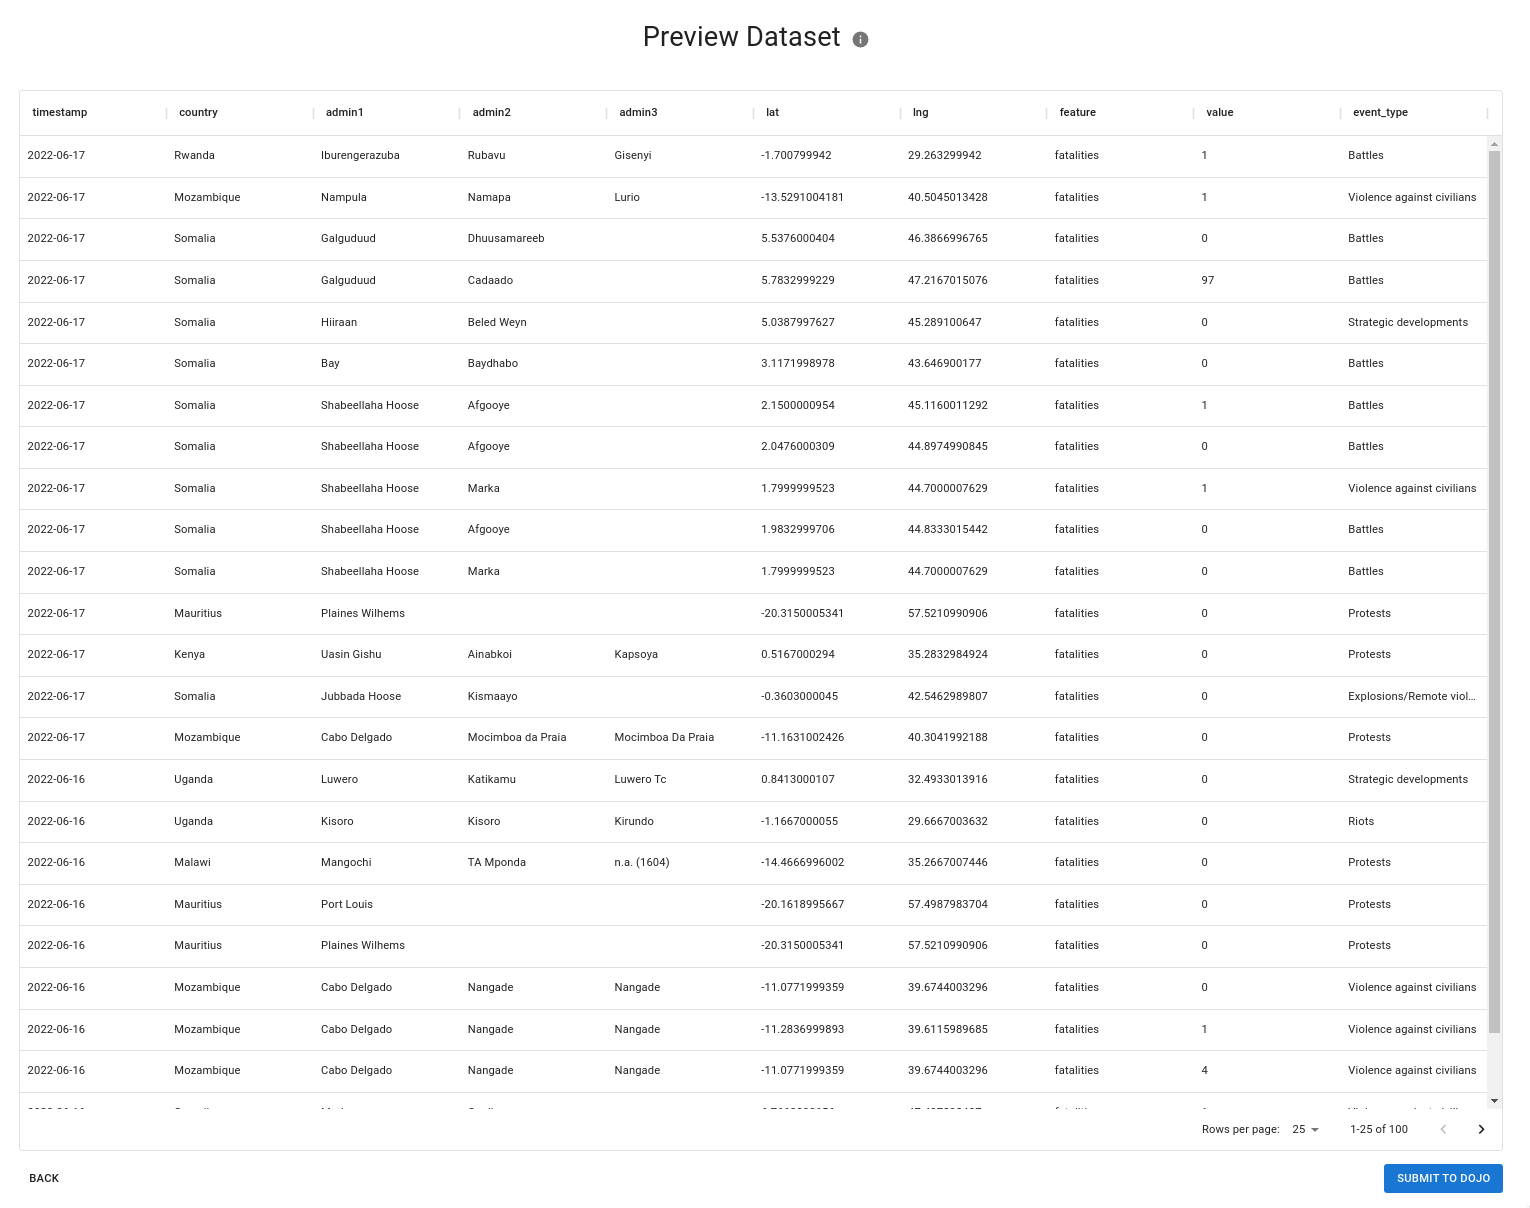 Preview Dataset
timestamp country admin1 admin2 admin3 lat lng feature value event_type
2022-06-17 Rwanda Iburengerazuba Rubavu Gisenyi -1.700799942 29.263299942 fatalities 1 Battles
2022-06-17 Mozambique Nampula Namapa Lurio -13.5291004181 40.5045013428 fatalities 1 Violence against civilians
2022-06-17 Somalia Galguduud Dhuusamareeb 5.5376000404 46.3866996765 fatalities 0 Battles
2022-06-17 Somalia Galguduud Cadaado 5.7832999229 47.2167015076 fatalities 97 Battles
2022-06-17 Somalia Hiiraan Beled Weyn 5.0387997627 45.289100647 fatalities 0 Strategic developments
2022-06-17 Somalia Bay Baydhabo 3.1171998978 43.646900177 fatalities 0 Battles
2022-06-17 Somalia Shabeellaha Hoose Afgooye 2.1500000954 45.1160011292 fatalities 1 Battles
2022-06-17 Somalia Shabeellaha Hoose Afgooye 2.0476000309 44.8974990845 fatalities 0 Battles
2022-06-17 Somalia Shabeellaha Hoose Marka 1.7999999523 44.7000007629 fatalities 1 Violence against civilians
2022-06-17 Somalia Shabeellaha Hoose Afgooye 1.9832999706 44.8333015442 fatalities 0 Battles
2022-06-17 Somalia Shabeellaha Hoose Marka 1.7999999523 44.7000007629 fatalities 0 Battles
2022-06-17 Mauritius Plaines Wilhems -20.3150005341 57.5210990906 fatalities 0 Protests
2022-06-17 Kenya Uasin Gishu Ainabkoi Kapsoya 0.5167000294 35.2832984924 fatalities 0 Protests
2022-06-17 Somalia Jubbada Hoose Kismaayo -0.3603000045 42.5462989807 fatalities 0 Explosions/Remote viol...
2022-06-17 Mozambique Cabo Delgado Mocimboa da Praia Mocimboa Da Praia -11.1631002426 40.3041992188 fatalities 0 Protests
2022-06-16 Uganda Luwero Katikamu Luwero Tc 0.8413000107 32.4933013916 fatalities 0 Strategic developments
2022-06-16 Uganda Kisoro Kisoro Kirundo -1.1667000055 29.6667003632 fatalities 0 Riots
2022-06-16 Malawi Mangochi TA Mponda n.a. (1604) -14.4666996002 35.2667007446 fatalities 0 Protests
2022-06-16 Mauritius Port Louis -20.1618995667 57.4987983704 fatalities 0 Protests
2022-06-16 Mauritius Plaines Wilhems -20.3150005341 57.5210990906 fatalities 0 Protests
2022-06-16 Mozambique Cabo Delgado Nangade Nangade -11.0771999359 39.6744003296 fatalities 0 Violence against civilians
2022-06-16 Mozambique Cabo Delgado Nangade Nangade -11.2836999893 39.6115989685 fatalities 1 Violence against civilians
2022-06-16 Mozambique Cabo Delgado Nangade Nangade -11.0771999359 39.6744003296 fatalities 4 Violence against civilians
Rows per page: 25 1-25 of 100
BACK SUBMIT TO DOJO